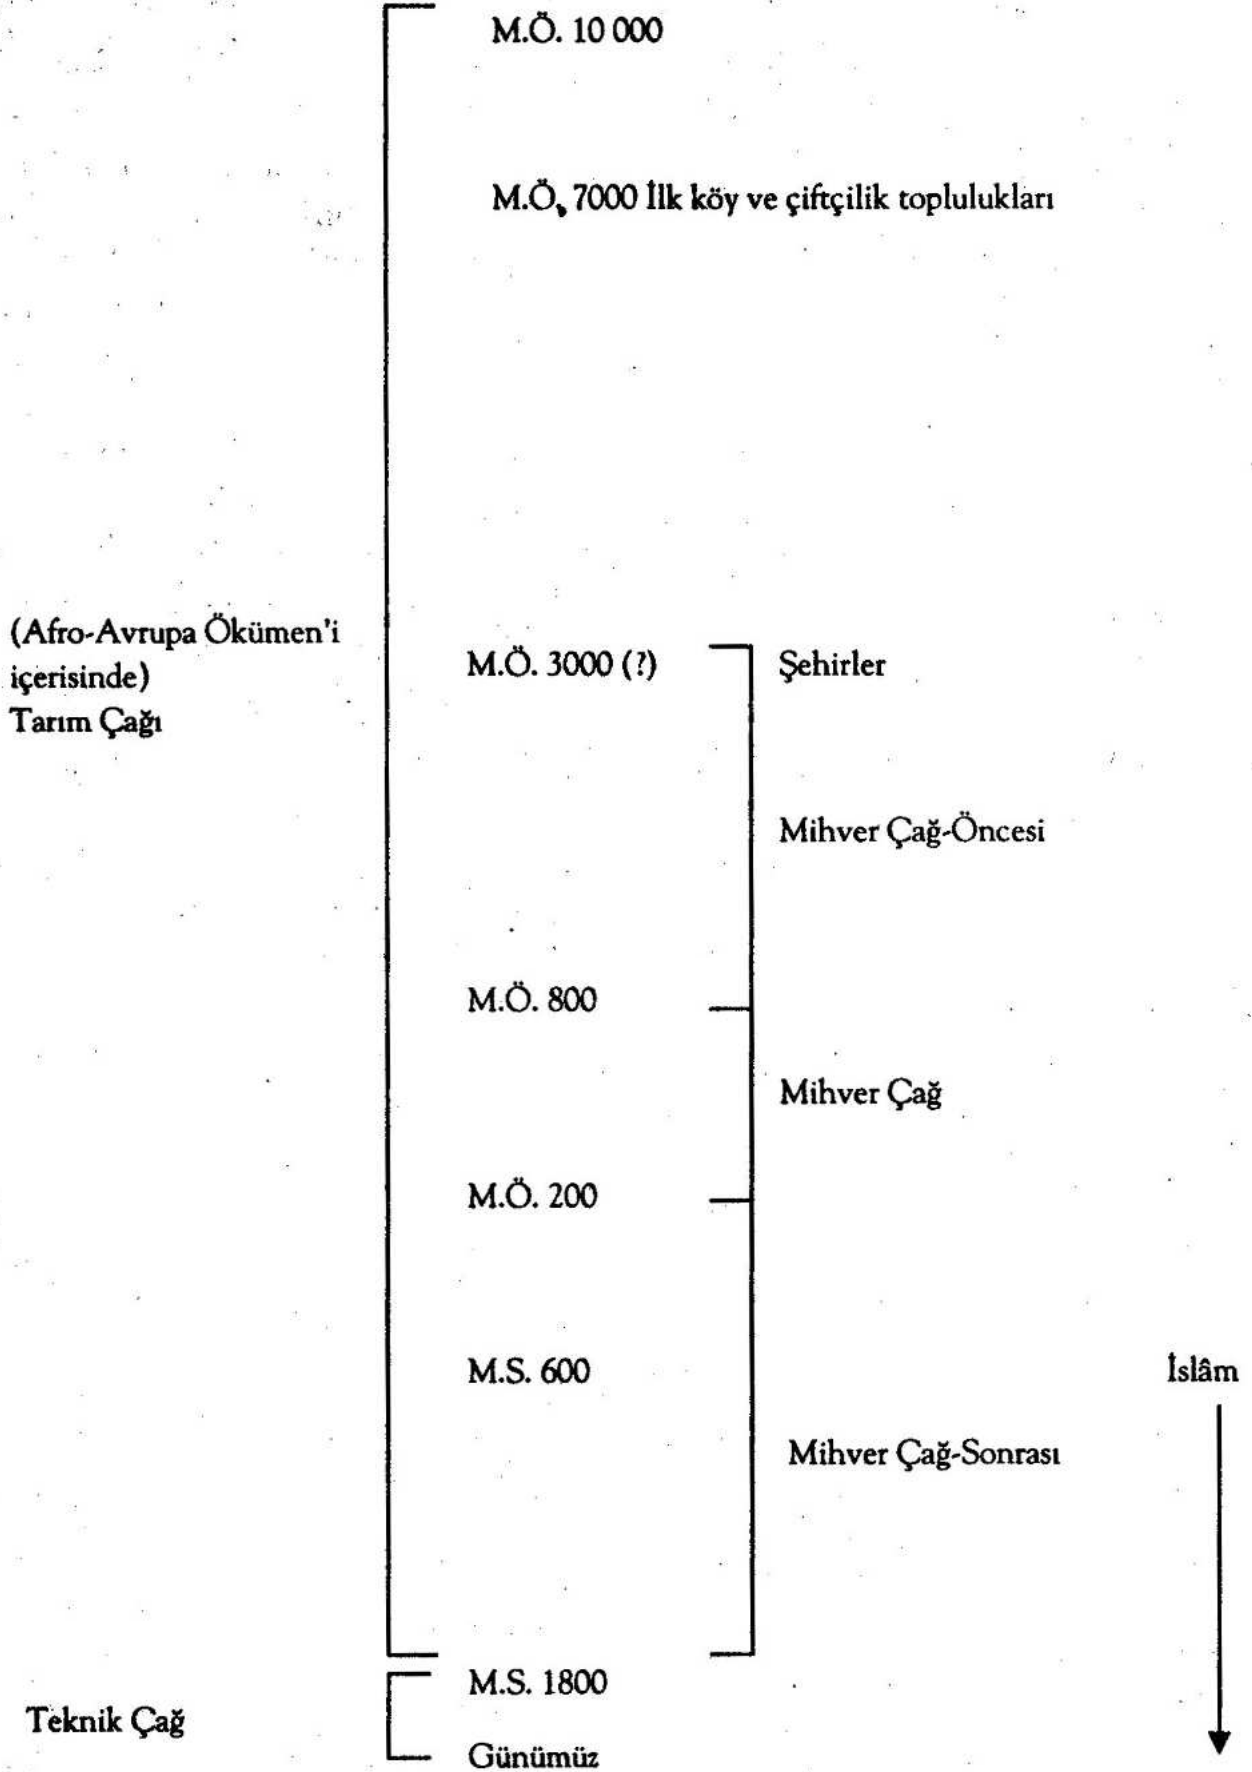 M.Ö. 10 000
M.Ö. 7000 İlk köy ve çiftçilik toplulukları
(Afro-Avrupa Ökümen'i
içerisinde)
Tarım Çağı
M.Ö. 3000 (?)
Şehirler
Mihver Çağ-Öncesi
M.Ö. 800
Mihver Çağ
M.Ö. 200
M.S. 600
İslâm
Mihver Çağ-Sonrası
M.S. 1800
Teknik Çağ
Günümüz